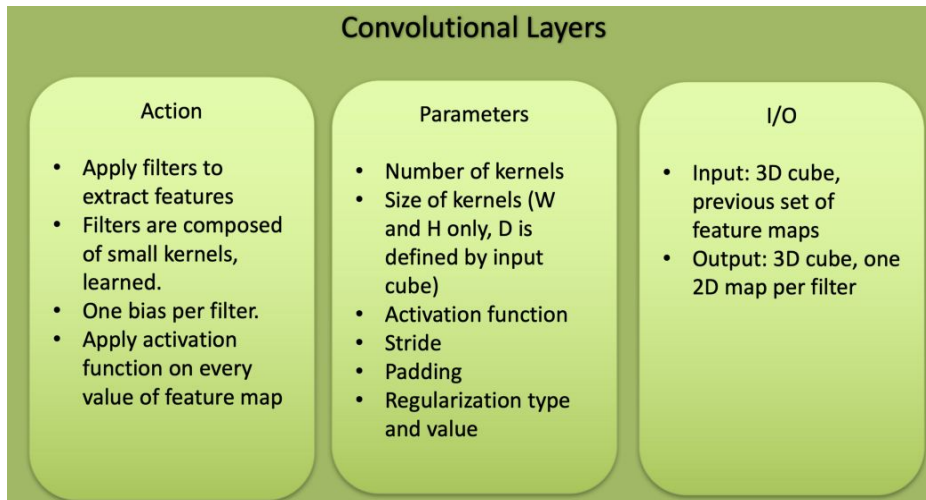 Convolutional Layers
Action
• Apply filters to
extract features
• Filters are composed
of small kernels,
learned.
• One bias per filter.
• Apply activation
function on every
value of feature map
Parameters
• Number of kernels
• Size of kernels (W
and H only, D is
defined by input
cube)
• Activation function
• Stride
• Padding
• Regularization type
and value
I/O
• Input: 3D cube,
previous set of
feature maps
• Output: 3D cube, one
2D map per filter